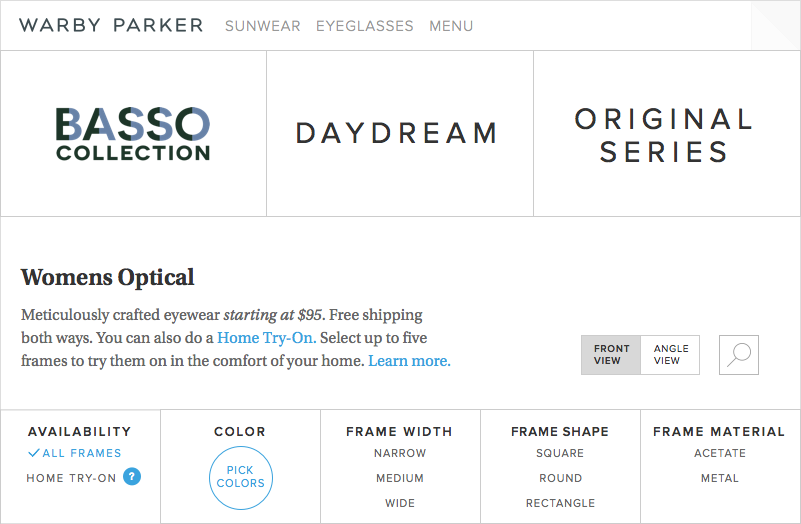 WARBY PARKER SUNWEAR EYEGLASSES MENU
BASSO
COLLECTION
DAYDREAM
ORIGINAL
SERIES
Womens Optical
Meticulously crafted eyewear starting at $95. Free shipping
both ways. You can also do a Home Try-On. Select up to five
frames to try them on in the comfort of your home. Learn more.
FRONT
VIEW
ANGLE
VIEW
AVAILABILITY
ALL FRAMES
HOME TRY-ON ?
COLOR
PICK
COLORS
FRAME WIDTH
NARROW
MEDIUM
WIDE
FRAME SHAPE
SQUARE
ROUND
RECTANGLE
FRAME MATERIAL
ACETATE
METAL